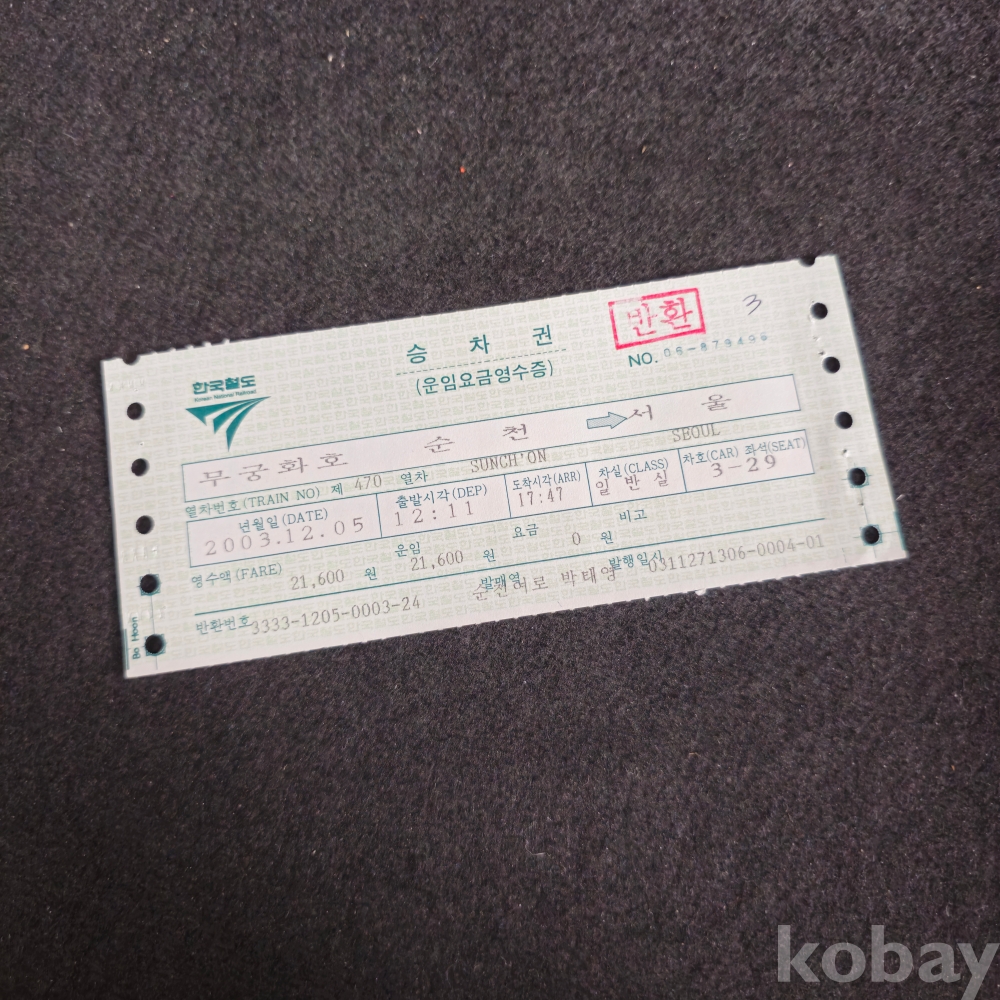 반환 3
승 차 권
NO. 06-879496
(운임요금영수증)
한국철도
Korean National Railroad
무궁화호 순 천 서 울
열차번호(TRAIN NO) 제 470 열차 SUNCH'ON SEOUL
년월일(DATE) 출발시각(DEP) 도착시각(ARR) 차실(CLASS) 차호(CAR) 좌석(SEAT)
2003.12.05 12:11 17:47 일반실 3-29
영수액(FARE) 21,600 원 운임 21,600 원 요금 0 원 비고
반환번호 3333-1205-0003-24 발매역 박태영 발행일시 0311271306-0004-01
Bo Hoon
kobay